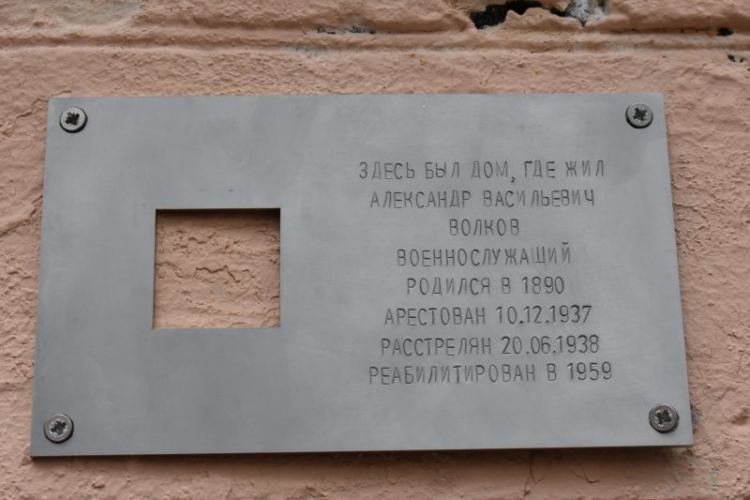 ЗДЕСЬ БЫЛ ДОМ, ГДЕ ЖИЛ
АЛЕКСАНДР ВАСИЛЬЕВИЧ
ВОЛКОВ
ВОЕННОСЛУЖАЩИЙ
РОДИЛСЯ В 1890
АРЕСТОВАН 10.12.1937
РАССТРЕЛЯН 20.06.1938
РЕАБИЛИТИРОВАН В 1959